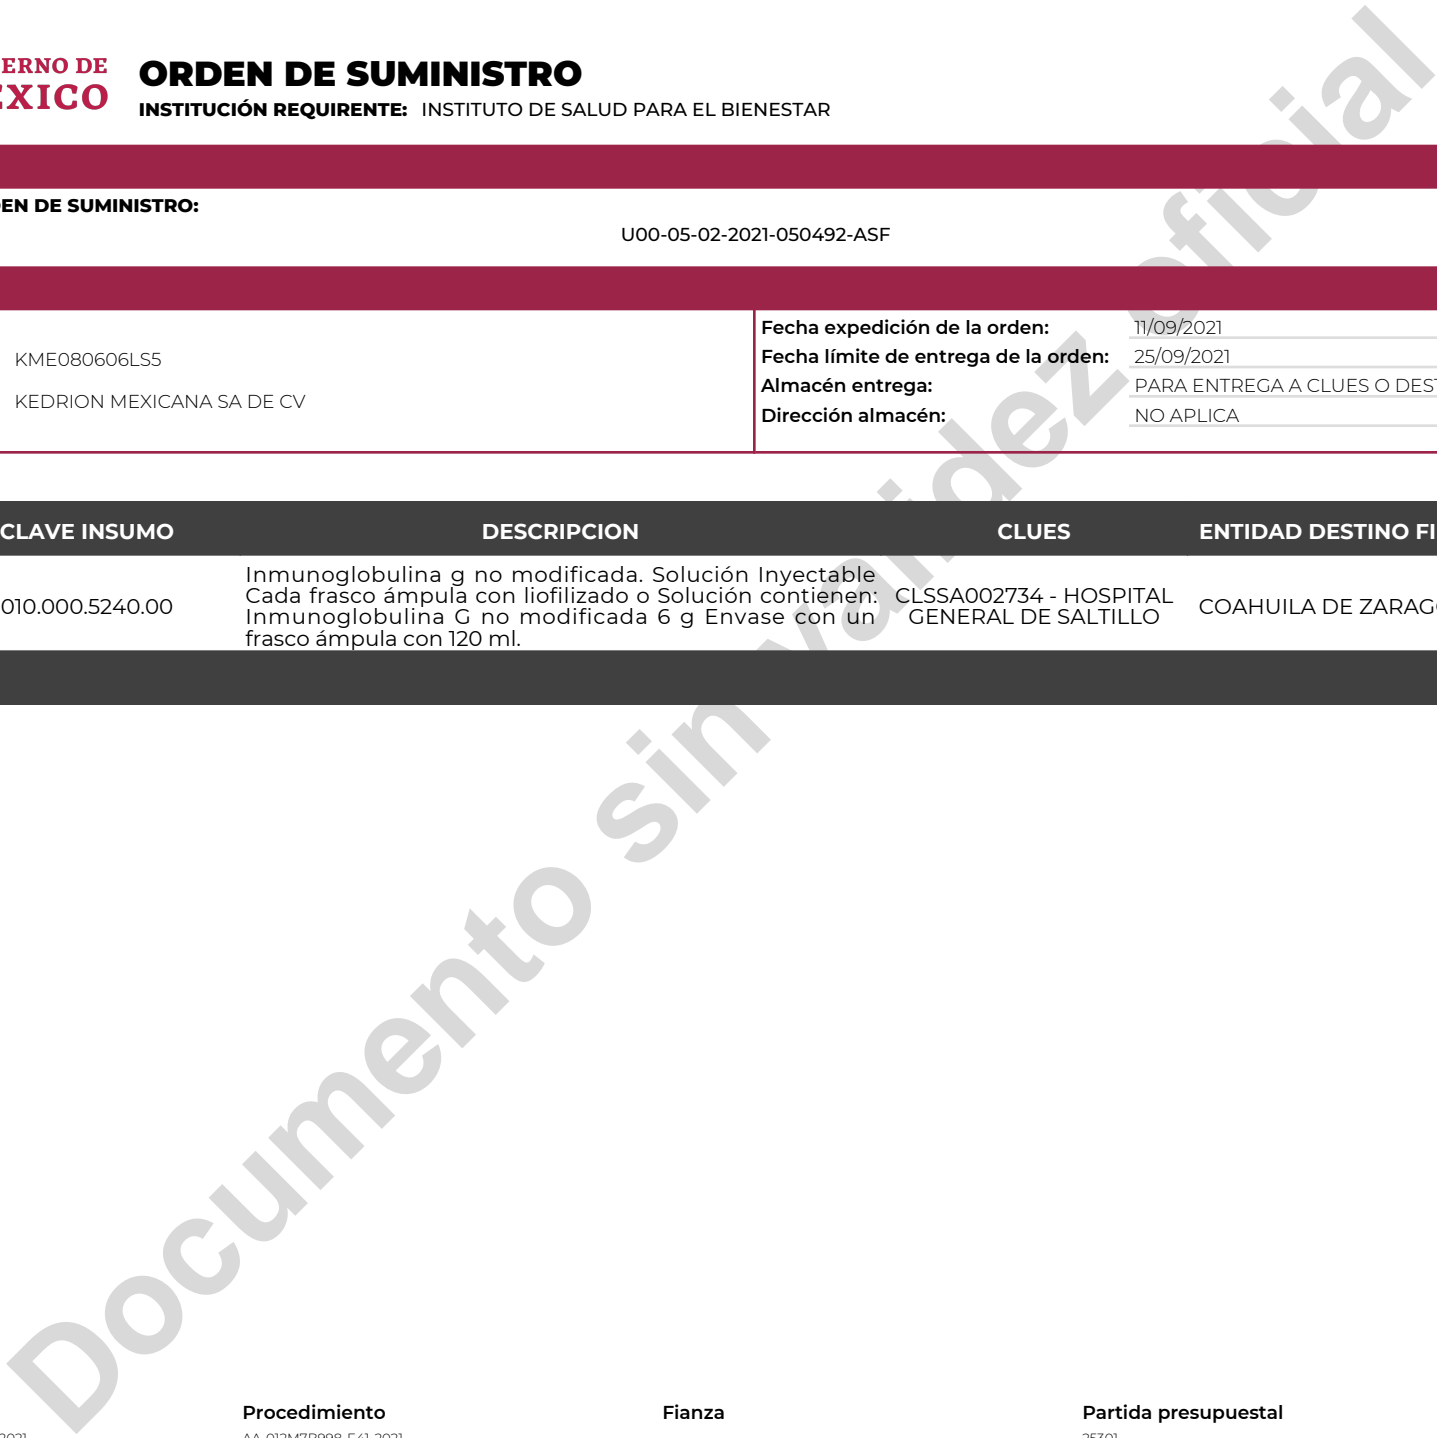 ERNO DE
EXICO
ORDEN DE SUMINISTRO
INSTITUCIÓN REQUIRENTE: INSTITUTO DE SALUD PARA EL BIENESTAR
EN DE SUMINISTRO:
U00-05-02-2021-050492-ASF
KME080606LS5
KEDRION MEXICANA SA DE CV
Fecha expedición de la orden: 11/09/2021
Fecha límite de entrega de la orden: 25/09/2021
Almacén entrega: PARA ENTREGA A CLUES O DEST
Dirección almacén: NO APLICA
CLAVE INSUMO DESCRIPCION CLUES ENTIDAD DESTINO FI
010.000.5240.00
Inmunoglobulina g no modificada. Solución Inyectable
Cada frasco ámpula con liofilizado o Solución contienen:
Inmunoglobulina G no modificada 6 g Envase con un
frasco ámpula con 120 ml.
CLSSA002734 - HOSPITAL
GENERAL DE SALTILLO
COAHUILA DE ZARAG
Documento sin validez oficial
Procedimiento Fianza Partida presupuestal